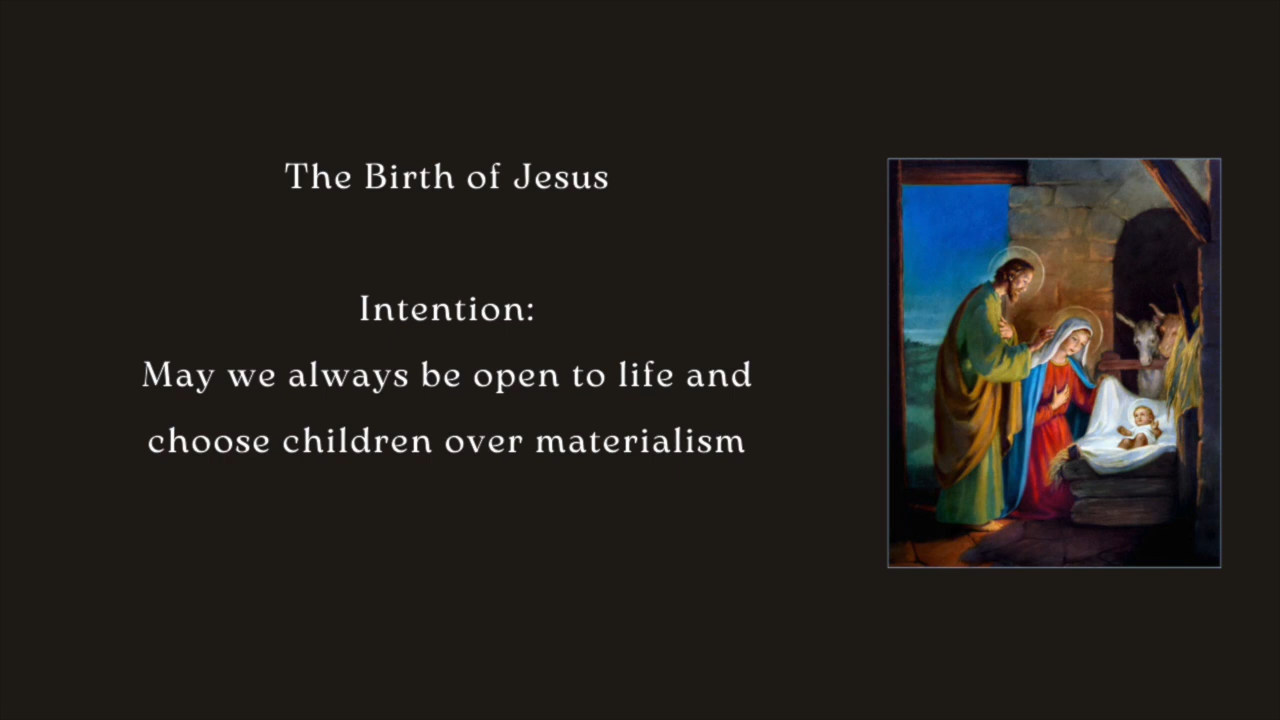 The Birth of Jesus
Intention:
May we always be open to life and
choose children over materialism